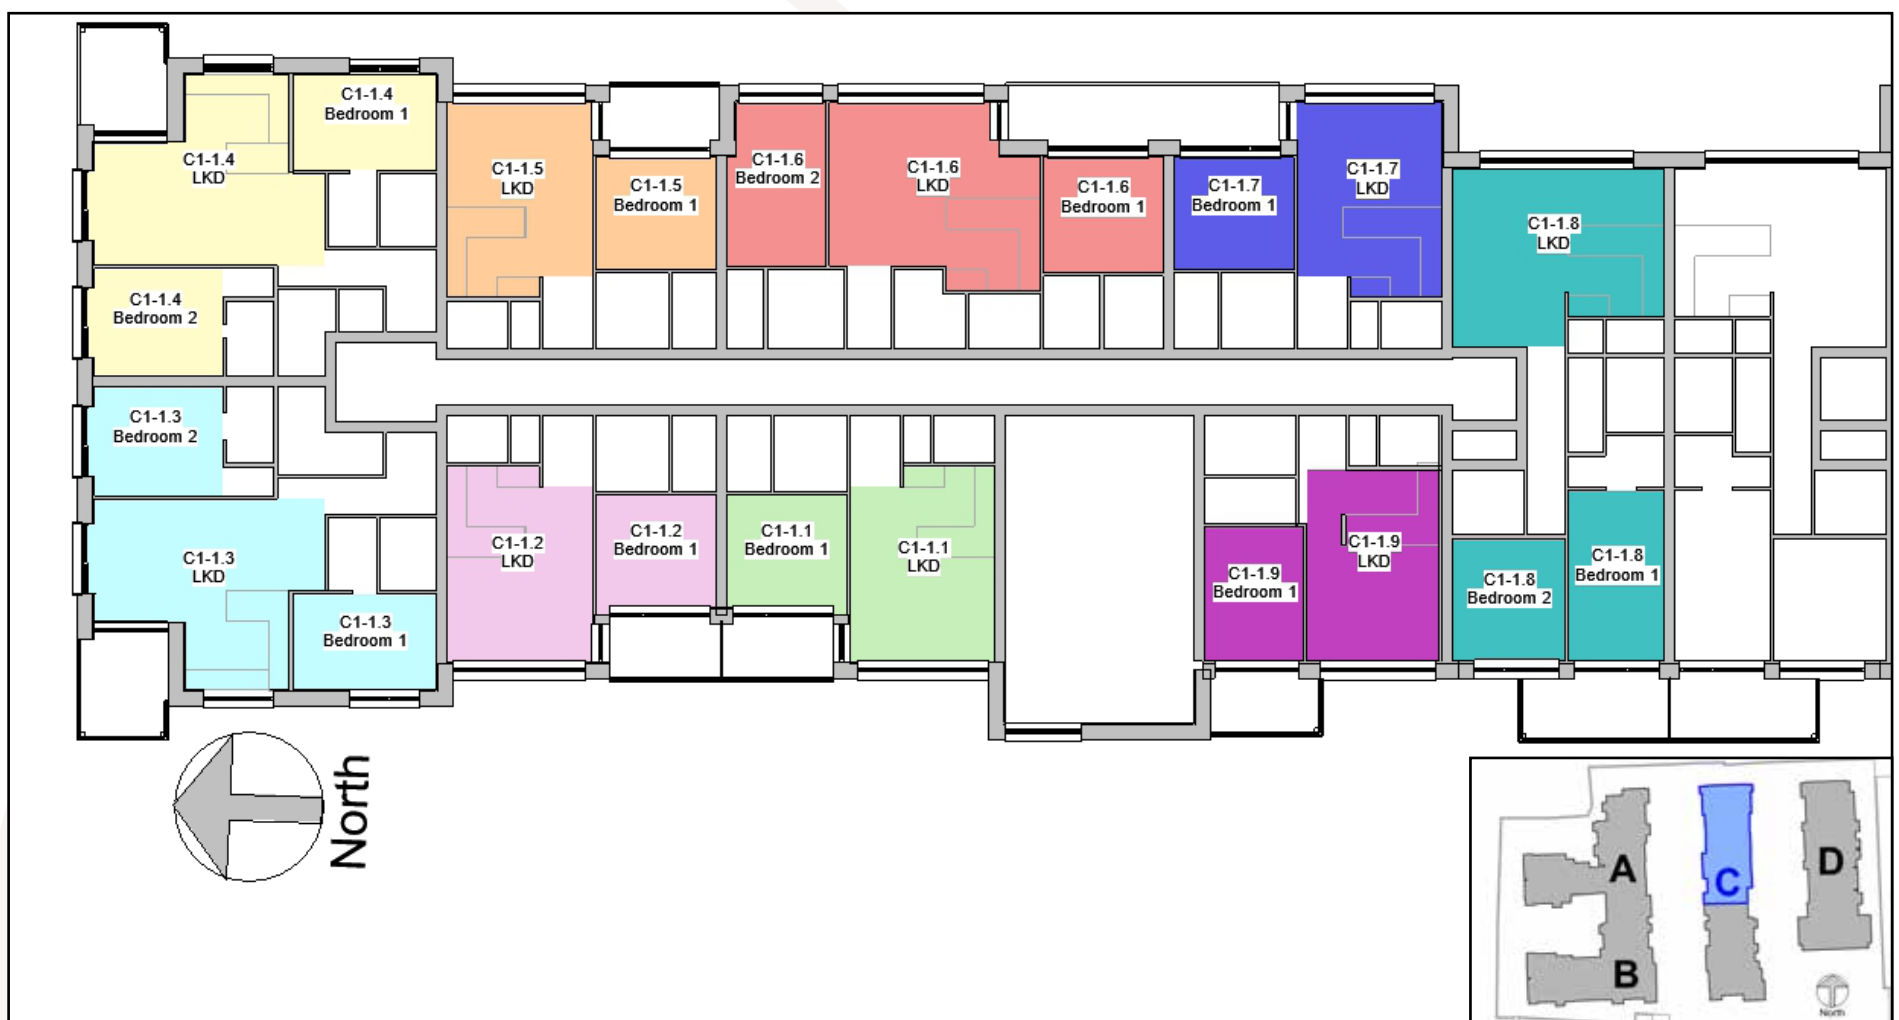 C1-1.4
Bedroom 1
C1-1.4
LKD
C1-1.5
LKD
C1-1.5
Bedroom 1
C1-1.6
Bedroom 2
C1-1.6
LKD
C1-1.6
Bedroom 1
C1-1.7
Bedroom 1
C1-1.7
LKD
C1-1.8
LKD
C1-1.4
Bedroom 2
C1-1.3
Bedroom 2
C1-1.3
LKD
C1-1.3
Bedroom 1
C1-1.2
LKD
C1-1.2
Bedroom 1
C1-1.1
Bedroom 1
C1-1.1
LKD
C1-1.9
Bedroom 1
C1-1.9
LKD
C1-1.8
Bedroom 2
C1-1.8
Bedroom 1
North
A
C
D
B
North